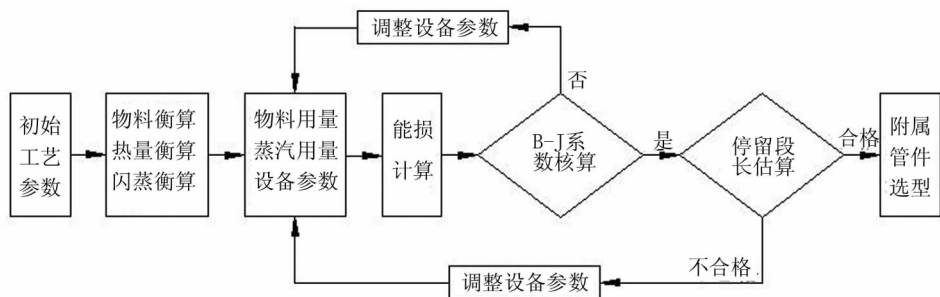 调整设备参数
否
初始
工艺
参数
物料衡算
热量衡算
闪蒸衡算
物料用量
蒸汽用量
设备参数
能损
计算
B-J系
数核算
是
停留段
长估算
合格
附属
管件
选型
不合格
调整设备参数